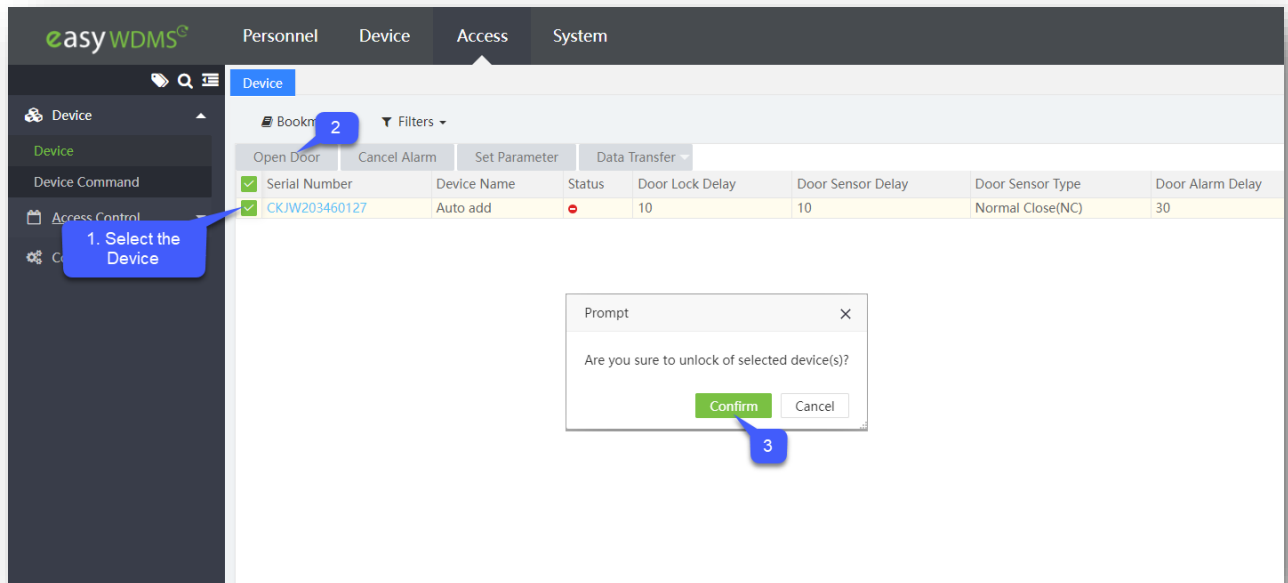 easy WDMS
Personnel Device Access System
Device
Device
Filters
2
Device
Open Door Cancel Alarm Set Parameter Data Transfer
Device Command
Serial Number Device Name Status Door Lock Delay Door Sensor Delay Door Sensor Type Door Alarm Delay
CKJW203460127 Auto add 10 10 Normal Close(NC) 30
Access Control
1. Select the
Device
Prompt
Are you sure to unlock of selected device(s)?
Confirm Cancel
3